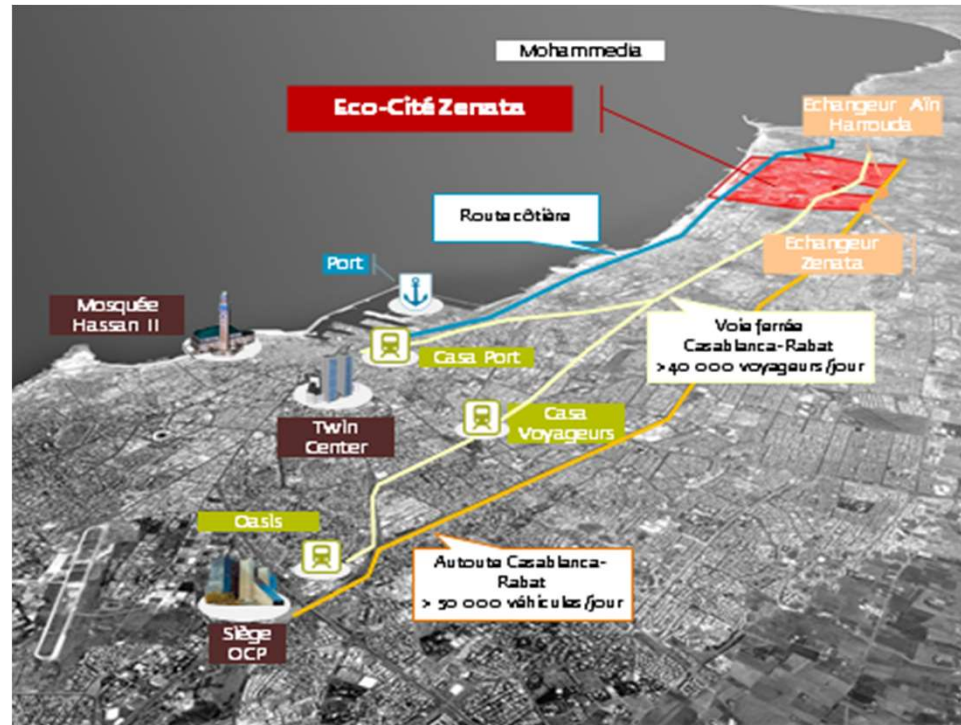 Mohammedia
Eco-Cité Zenata
Echangeur Aïn
Harrouda
Route côtière
Echangeur
Zenata
Port
Mosquée
Hassan II
Voie ferrée
Casablanca-Rabat
>40 000 voyageurs/jour
Casa Port
Casa
Voyageurs
Twin
Center
Oasis
Autoute Casablanca-
Rabat
> 50 000 véhicules/jour
Siège
OCP